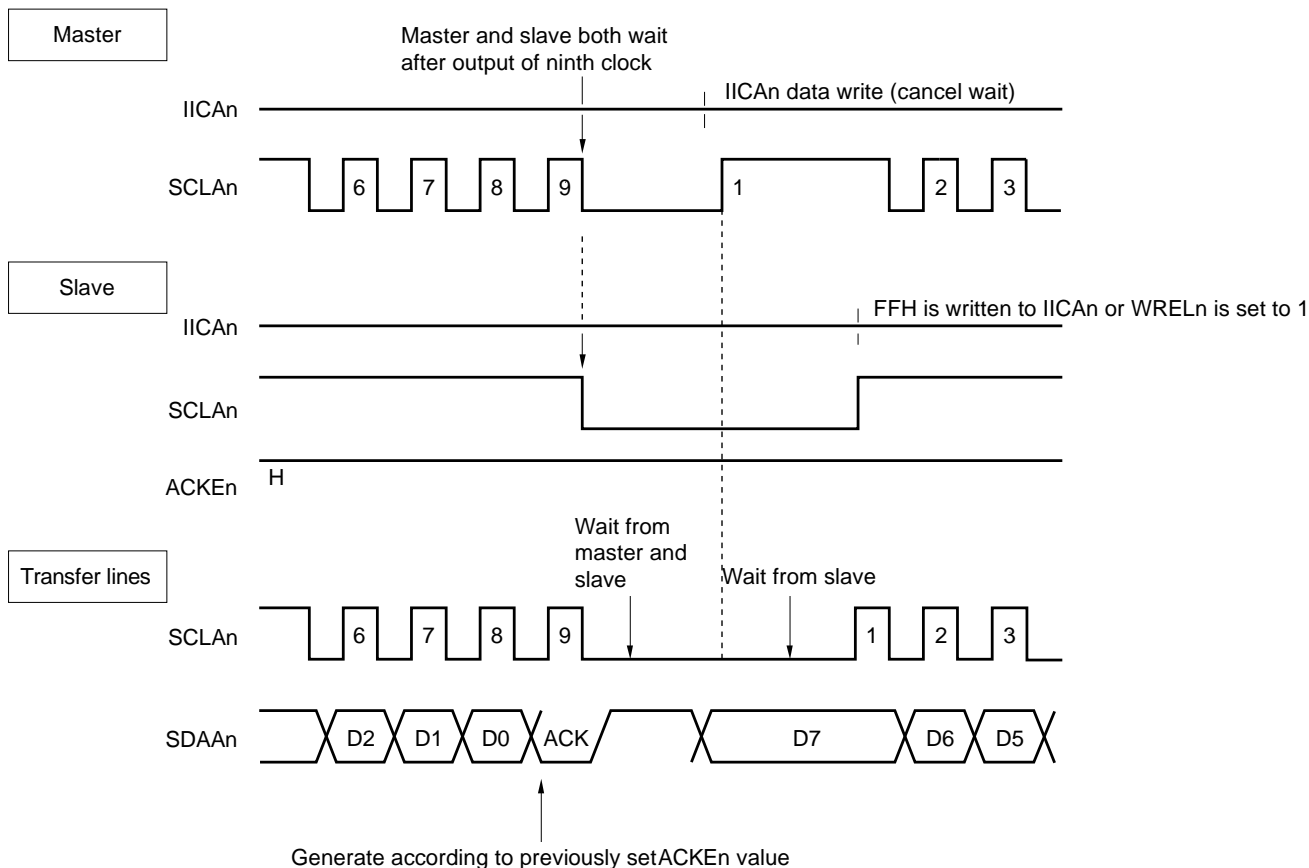 Master
Master and slave both wait
after output of ninth clock
IICAn data write (cancel wait)
IICAn
SCLAn
6 7 8 9 1 2 3
Slave
FFH is written to IICAn or WRELn is set to 1
IICAn
SCLAn
H
ACKEn
Wait from
master and
slave
Wait from slave
Transfer lines
SCLAn
6 7 8 9 1 2 3
SDAAn
D2 D1 D0 ACK D7 D6 D5
Generate according to previously setACKEn value